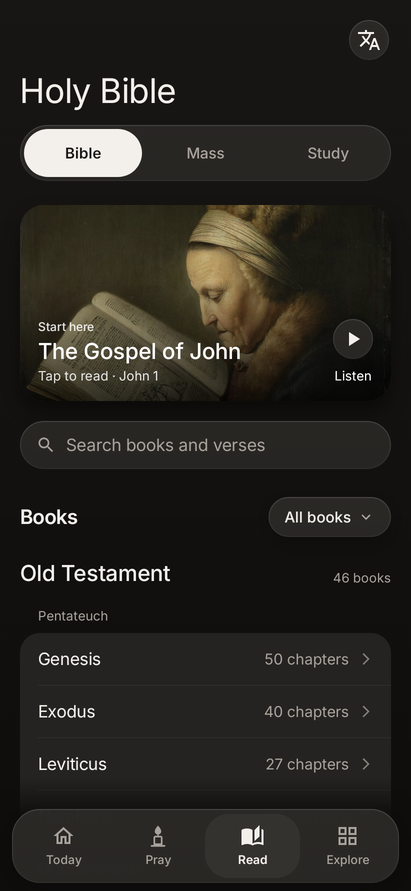 Holy Bible
Bible
Mass
Study
Start here
The Gospel of John
Tap to read · John 1
Listen
Search books and verses
Books
All books
Old Testament
46 books
Pentateuch
Genesis
50 chapters
Exodus
40 chapters
Leviticus
27 chapters
Today
Pray
Read
Explore